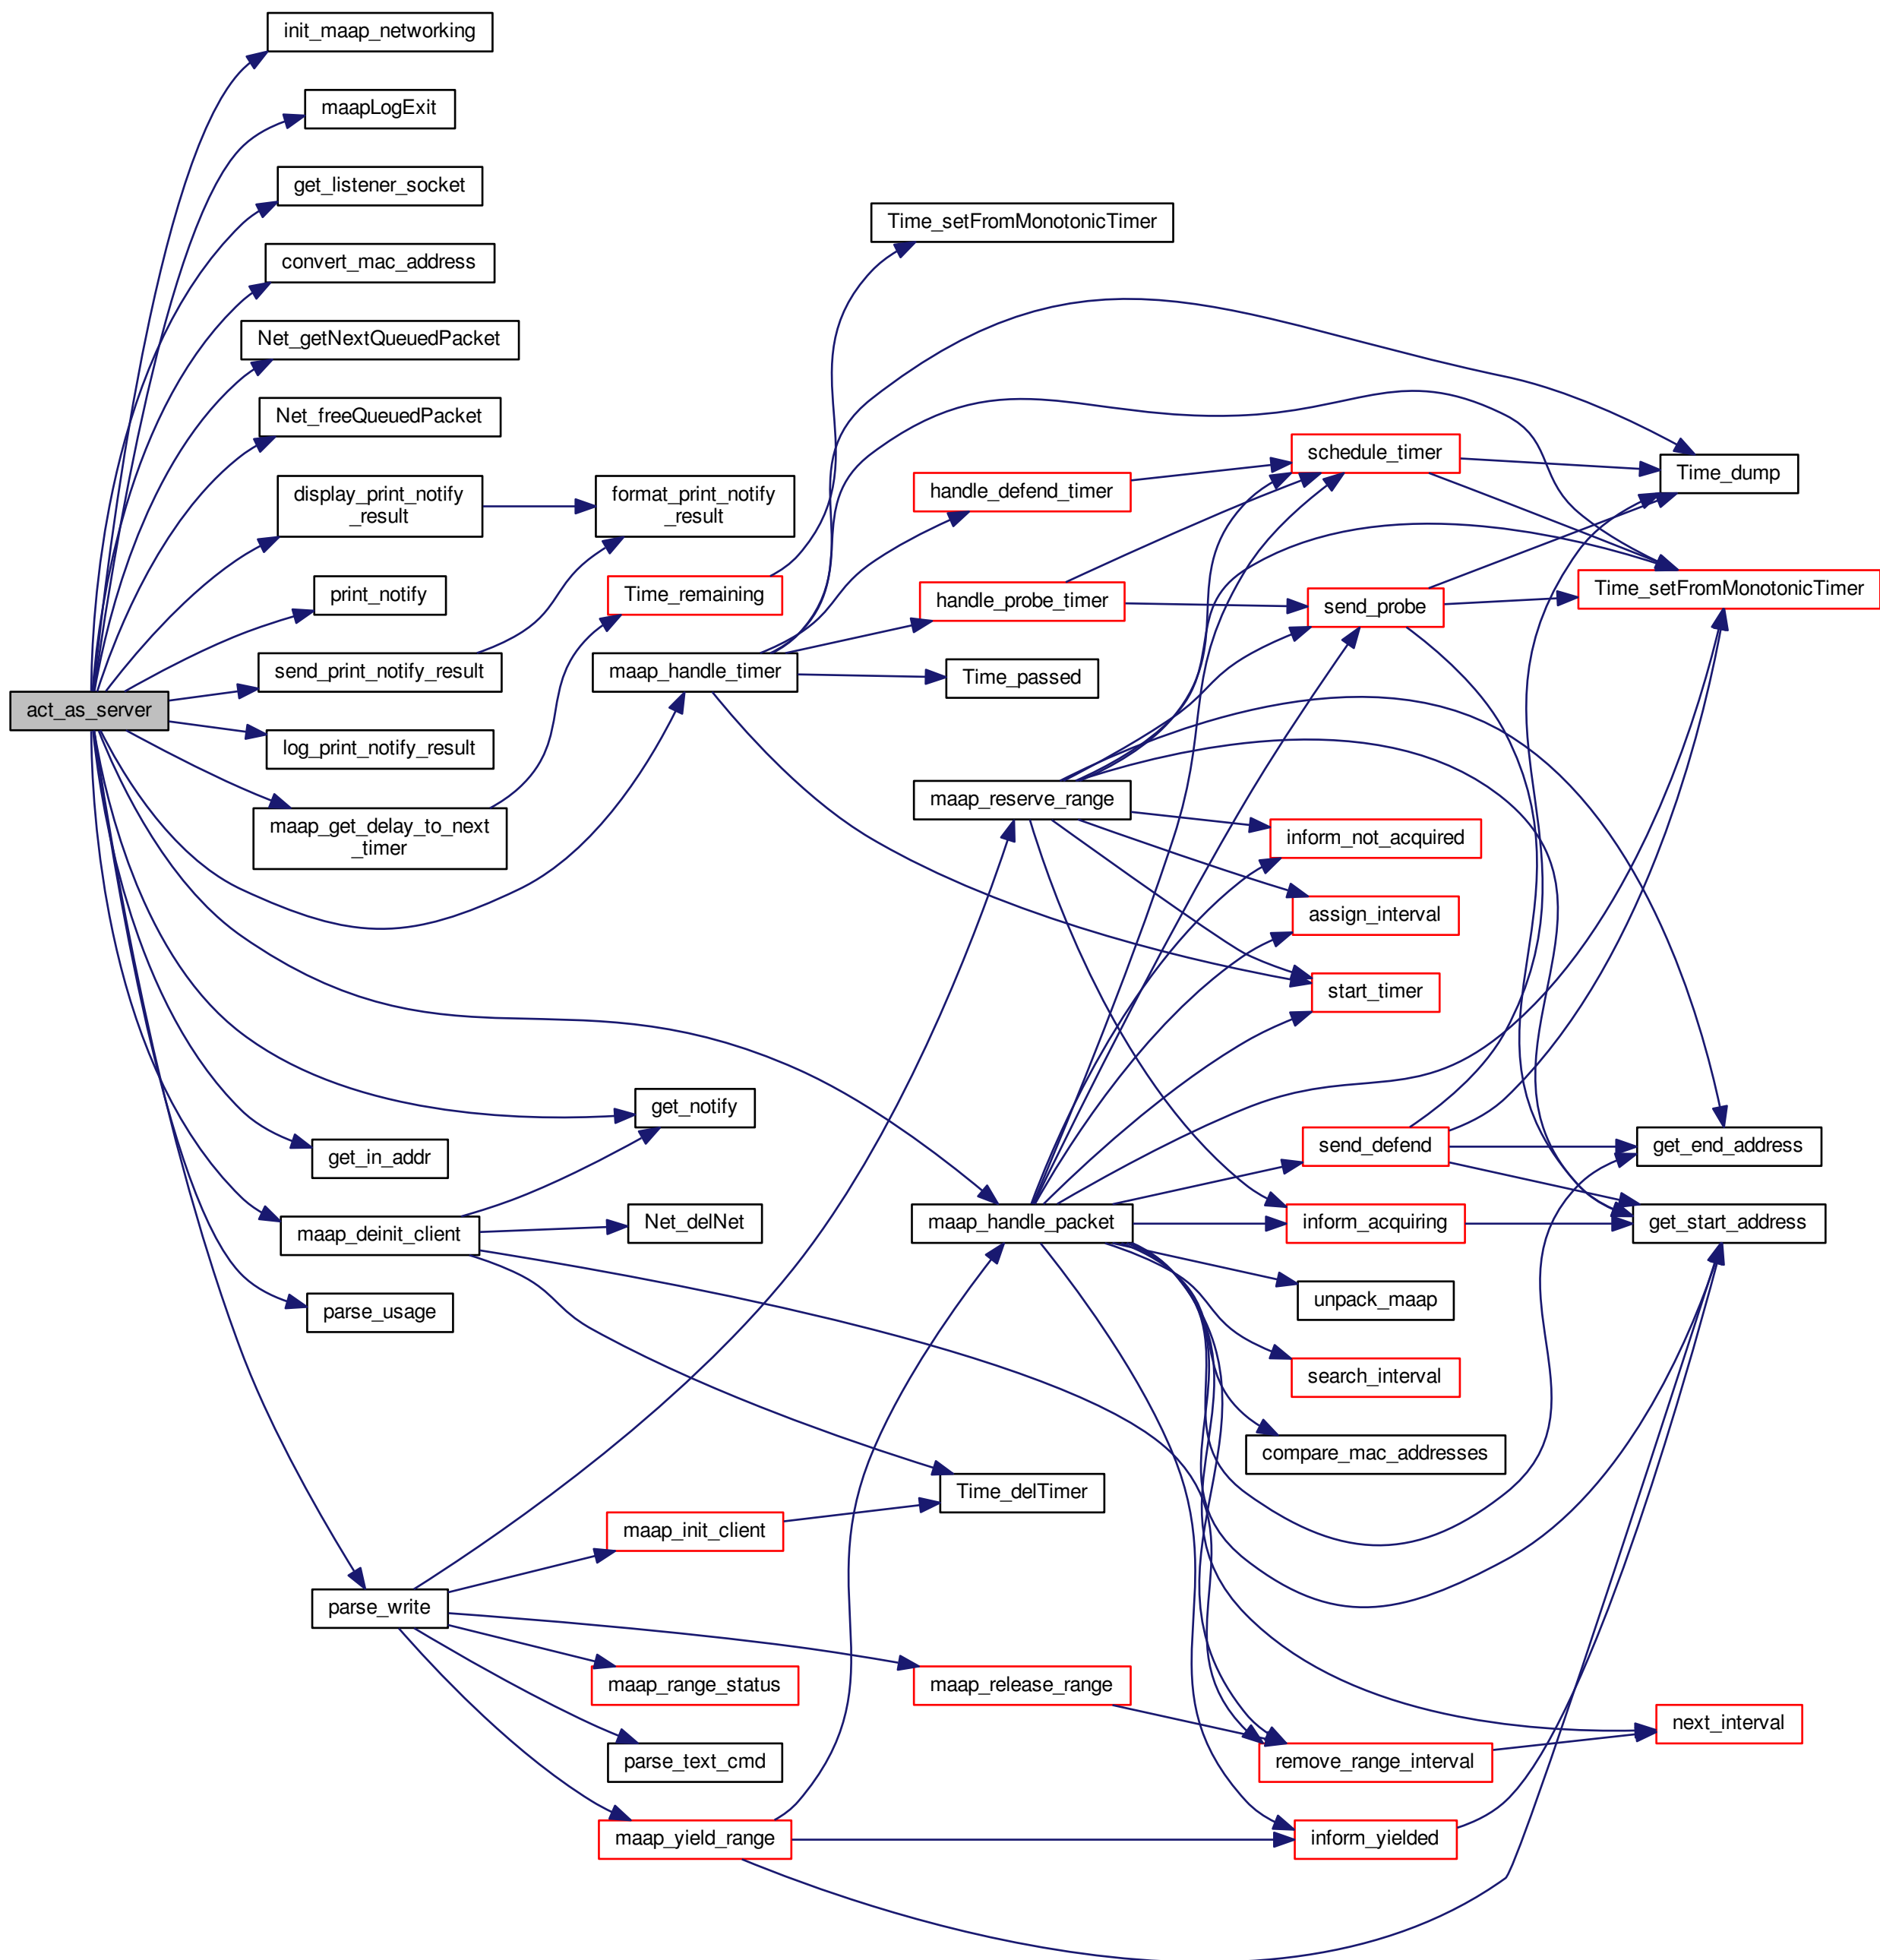 init_maap_networking
maapLogExit
get_listener_socket
convert_mac_address
Net_getNextQueuedPacket
Net_freeQueuedPacket
display_print_notify
_result
print_notify
send_print_notify_result
act_as_server
log_print_notify_result
maap_get_delay_to_next
_timer
get_in_addr
maap_deinit_client
parse_usage
parse_write
format_print_notify
_result
Time_remaining
maap_handle_timer
get_notify
Net_delNet
maap_init_client
maap_range_status
parse_text_cmd
maap_yield_range
Time_setFromMonotonicTimer
handle_defend_timer
handle_probe_timer
Time_passed
maap_reserve_range
maap_handle_packet
Time_delTimer
maap_release_range
schedule_timer
send_probe
inform_not_acquired
assign_interval
start_timer
send_defend
inform_acquiring
unpack_maap
search_interval
compare_mac_addresses
remove_range_interval
inform_yielded
Time_dump
Time_setFromMonotonicTimer
get_end_address
get_start_address
next_interval